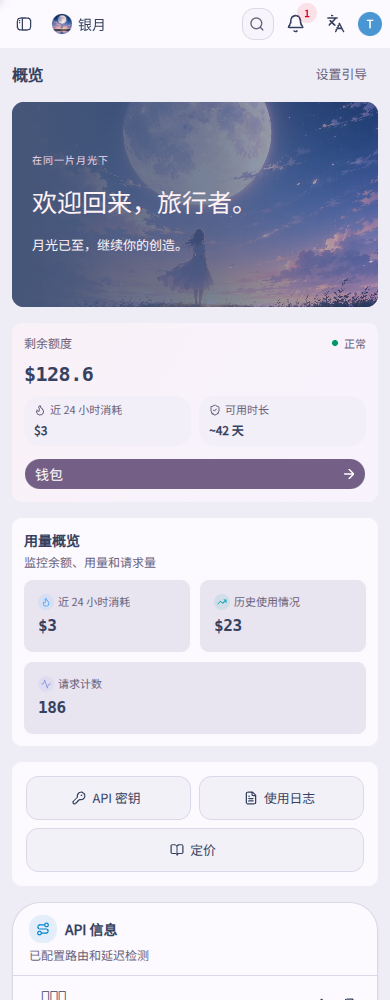 银月
1
T
概览
设置引导
在同一片月光下
欢迎回来，旅行者。
月光已至，继续你的创造。
剩余额度
正常
$128.6
近 24 小时消耗
$3
可用时长
~42 天
钱包
用量概览
监控余额、用量和请求量
近 24 小时消耗
$3
历史使用情况
$23
请求计数
186
API 密钥
使用日志
定价
API 信息
已配置路由和延迟检测